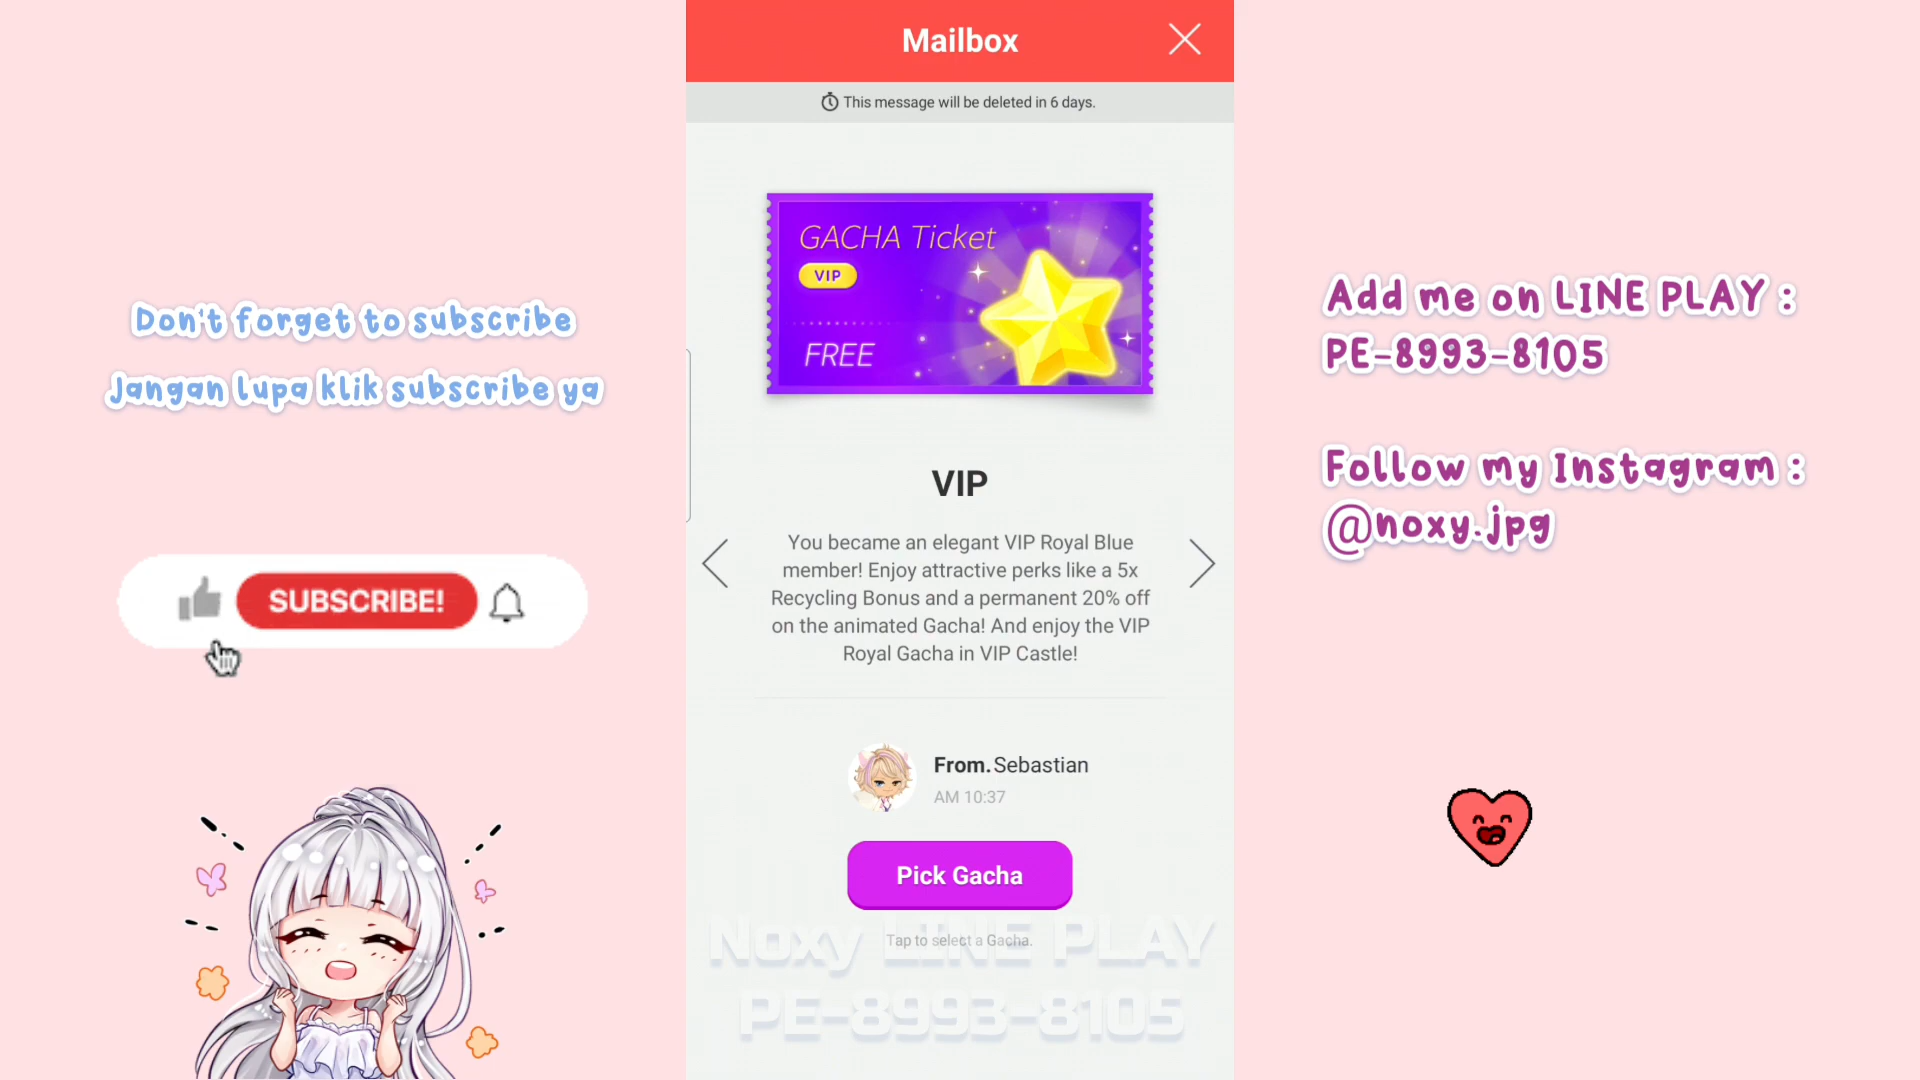 Mailbox
This message will be deleted in 6 days.
GACHA Ticket
VIP
FREE
VIP
You became an elegant VIP Royal Blue
member! Enjoy attractive perks like a 5x
Recycling Bonus and a permanent 20% off
on the animated Gacha! And enjoy the VIP
Royal Gacha in VIP Castle!
From.Sebastian
AM 10:37
Pick Gacha
Tap to select a Gacha.
Noxy LINE PLAY
PE-8993-8105
Don't forget to subscribe
Jangan lupa klik subscribe ya
SUBSCRIBE!
Add me on LINE PLAY :
PE-8993-8105
Follow my Instagram :
@noxy.jpg